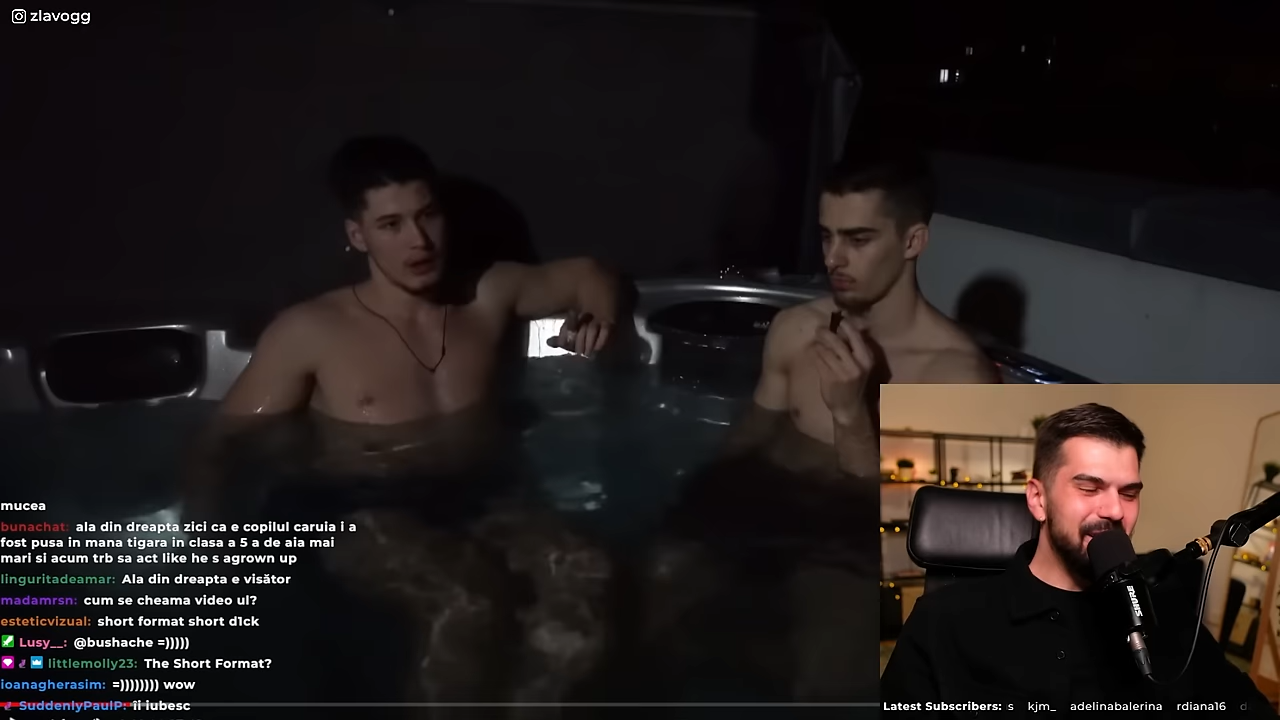 zlavogg
mucea
bunachat: ala din dreapta zici ca e copilul caruia i a
fost pusa in mana tigara in clasa a 5 a de aia mai
mari si acum trb sa act like he s agrown up
linguritadeamar: Ala din dreapta e visător
madamrsn: cum se cheama video ul?
esteticvizual: short format short d1ck
Lusy__: @bushache =)))))
littlemolly23: The Short Format?
ioanagherasim: =)))))))) wow
SuddenlyPaulP: îi iubesc
SHURE
Latest Subscribers: s kjm_ adelinabalerina rdiana16 d